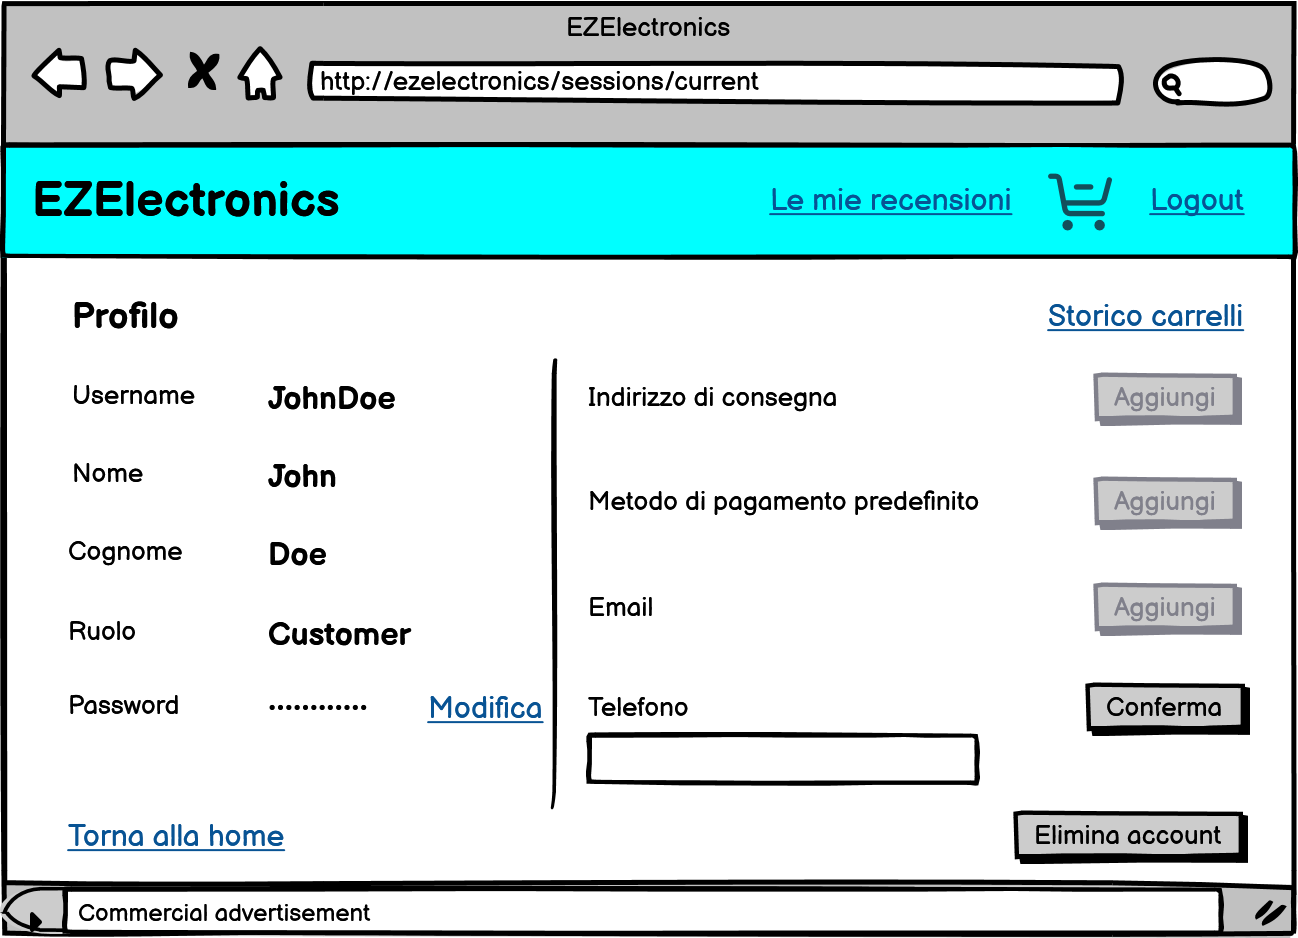 EZElectronics
http://ezelectronics/sessions/current
EZElectronics
Le mie recensioni
Logout
Profilo
Storico carrelli
Username
JohnDoe
Nome
John
Cognome
Doe
Ruolo
Customer
Password
••••••••••••
Modifica
Indirizzo di consegna
Aggiungi
Metodo di pagamento predefinito
Aggiungi
Email
Aggiungi
Telefono
Conferma
Torna alla home
Elimina account
Commercial advertisement